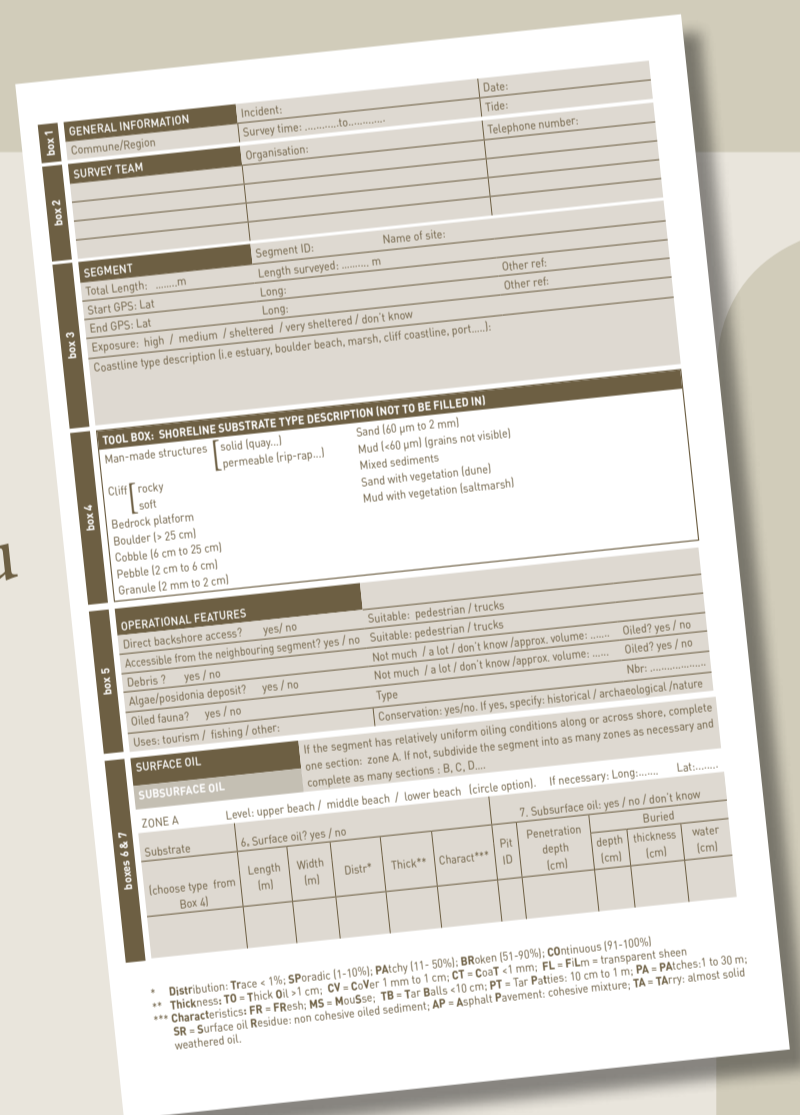 box 1
GENERAL INFORMATION
Incident:
Date:
Commune/Region
Survey time: ............to.............
Tide:
box 2
SURVEY TEAM
Organisation:
Telephone number:
box 3
SEGMENT
Segment ID:
Name of site:
Total Length: ........m
Length surveyed: .......... m
Start GPS: Lat
Long:
Other ref:
End GPS: Lat
Long:
Other ref:
Exposure: high / medium / sheltered / very sheltered / don't know
Coastline type description (i.e estuary, boulder beach, marsh, cliff coastline, port.....):
box 4
TOOL BOX: SHORELINE SUBSTRATE TYPE DESCRIPTION (NOT TO BE FILLED IN)
Man-made structures
solid (quay...)
permeable (rip-rap...)
Cliff
rocky
soft
Bedrock platform
Boulder (> 25 cm)
Cobble (6 cm to 25 cm)
Pebble (2 cm to 6 cm)
Granule (2 mm to 2 cm)
Sand (60 µm to 2 mm)
Mud (<60 µm) (grains not visible)
Mixed sediments
Sand with vegetation (dune)
Mud with vegetation (saltmarsh)
box 5
OPERATIONAL FEATURES
Direct backshore access? yes/ no
Suitable: pedestrian / trucks
Accessible from the neighbouring segment? yes / no
Suitable: pedestrian / trucks
Debris ? yes / no
Not much / a lot / don't know /approx. volume: ....... Oiled? yes / no
Algae/posidonia deposit? yes / no
Not much / a lot / don't know /approx. volume: ...... Oiled? yes / no
Oiled fauna? yes / no
Type
Nbr: ....................
Uses: tourism / fishing / other:
Conservation: yes/no. If yes, specify: historical / archaeological /nature
boxes 6 & 7
SURFACE OIL
SUBSURFACE OIL
If the segment has relatively uniform oiling conditions along or across shore, complete
one section: zone A. If not, subdivide the segment into as many zones as necessary and
complete as many sections : B, C, D....
ZONE A
Level: upper beach / middle beach / lower beach (circle option). If necessary: Long:....... Lat:........
Substrate
6. Surface oil? yes / no
7. Subsurface oil: yes / no / don't know
(choose type from
Box 4)
Length
(m)
Width
(m)
Distr*
Thick**
Charact***
Pit
ID
Penetration
depth
(cm)
Buried
depth
(cm)
thickness
(cm)
water
(cm)
* Distribution: Trace < 1%; SPoradic (1-10%); PAtchy (11- 50%); BRoken (51-90%); COntinuous (91-100%)
** Thickness: TO = Thick Oil >1 cm; CV = CoVer 1 mm to 1 cm; CT = CoaT <1 mm; FL = FiLm = transparent sheen
*** Characteristics: FR = FResh; MS = MouSse; TB = Tar Balls <10 cm; PT = Tar Patties: 10 cm to 1 m; PA = PAtches:1 to 30 m;
SR = Surface oil Residue: non cohesive oiled sediment; AP = Asphalt Pavement: cohesive mixture; TA = TArry: almost solid
weathered oil.